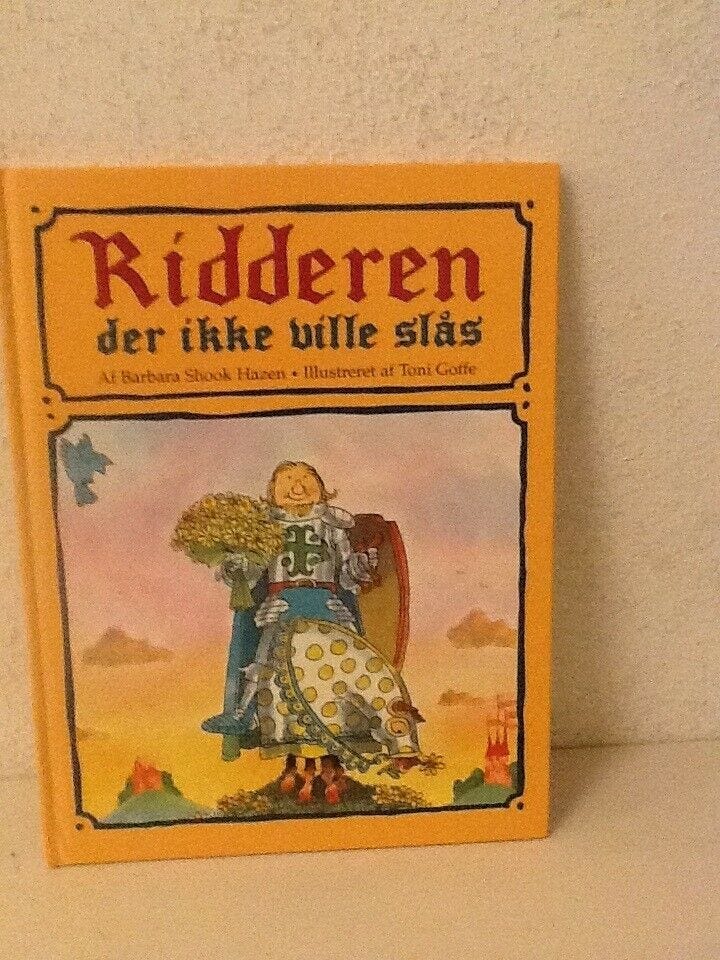 Ridderen
der ikke ville slås
Af Barbara Shook Hazen • Illustreret af Toni Goffe